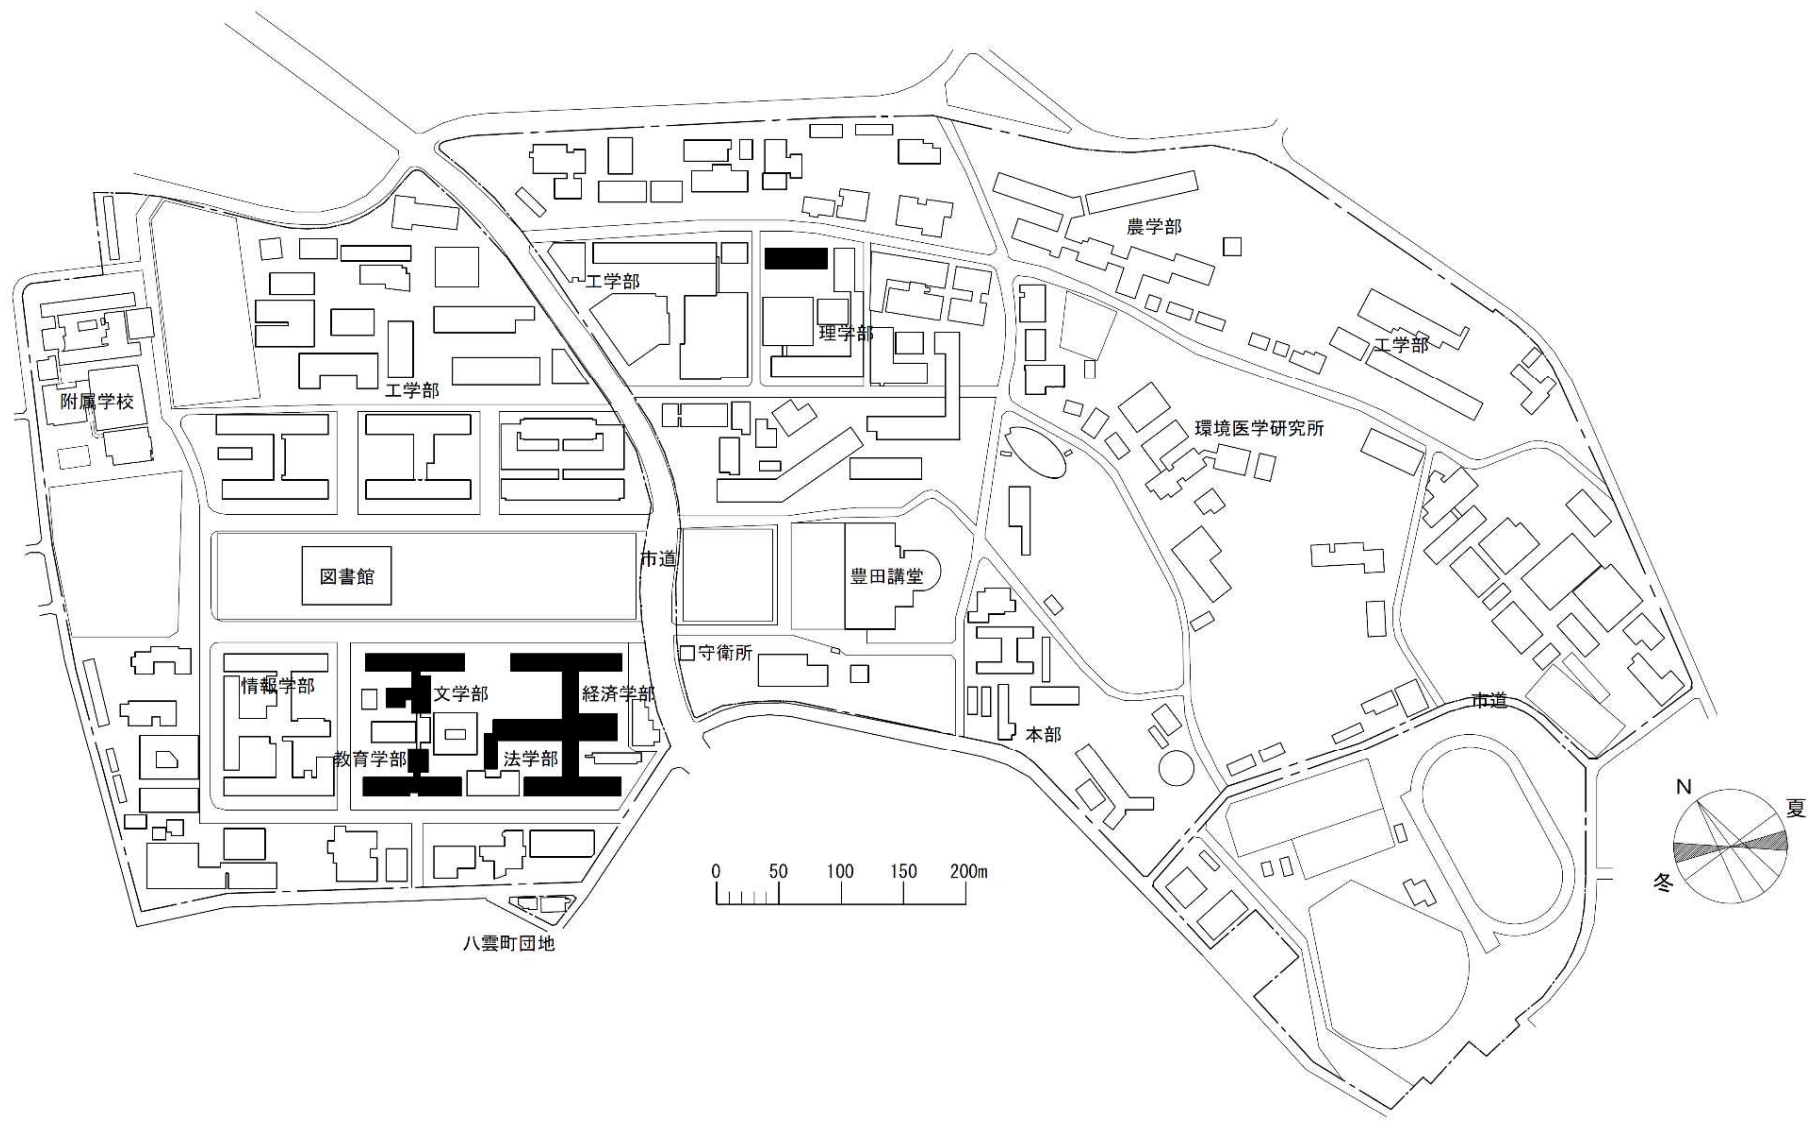 農学部
工学部
理学部
工学部
工学部
附属学校
環境医学研究所
市道
図書館
豊田講堂
守衛所
情報学部
文学部
経済学部
市道
本部
教育学部
法学部
N
夏
冬
0 50 100 150 200m
八雲町団地